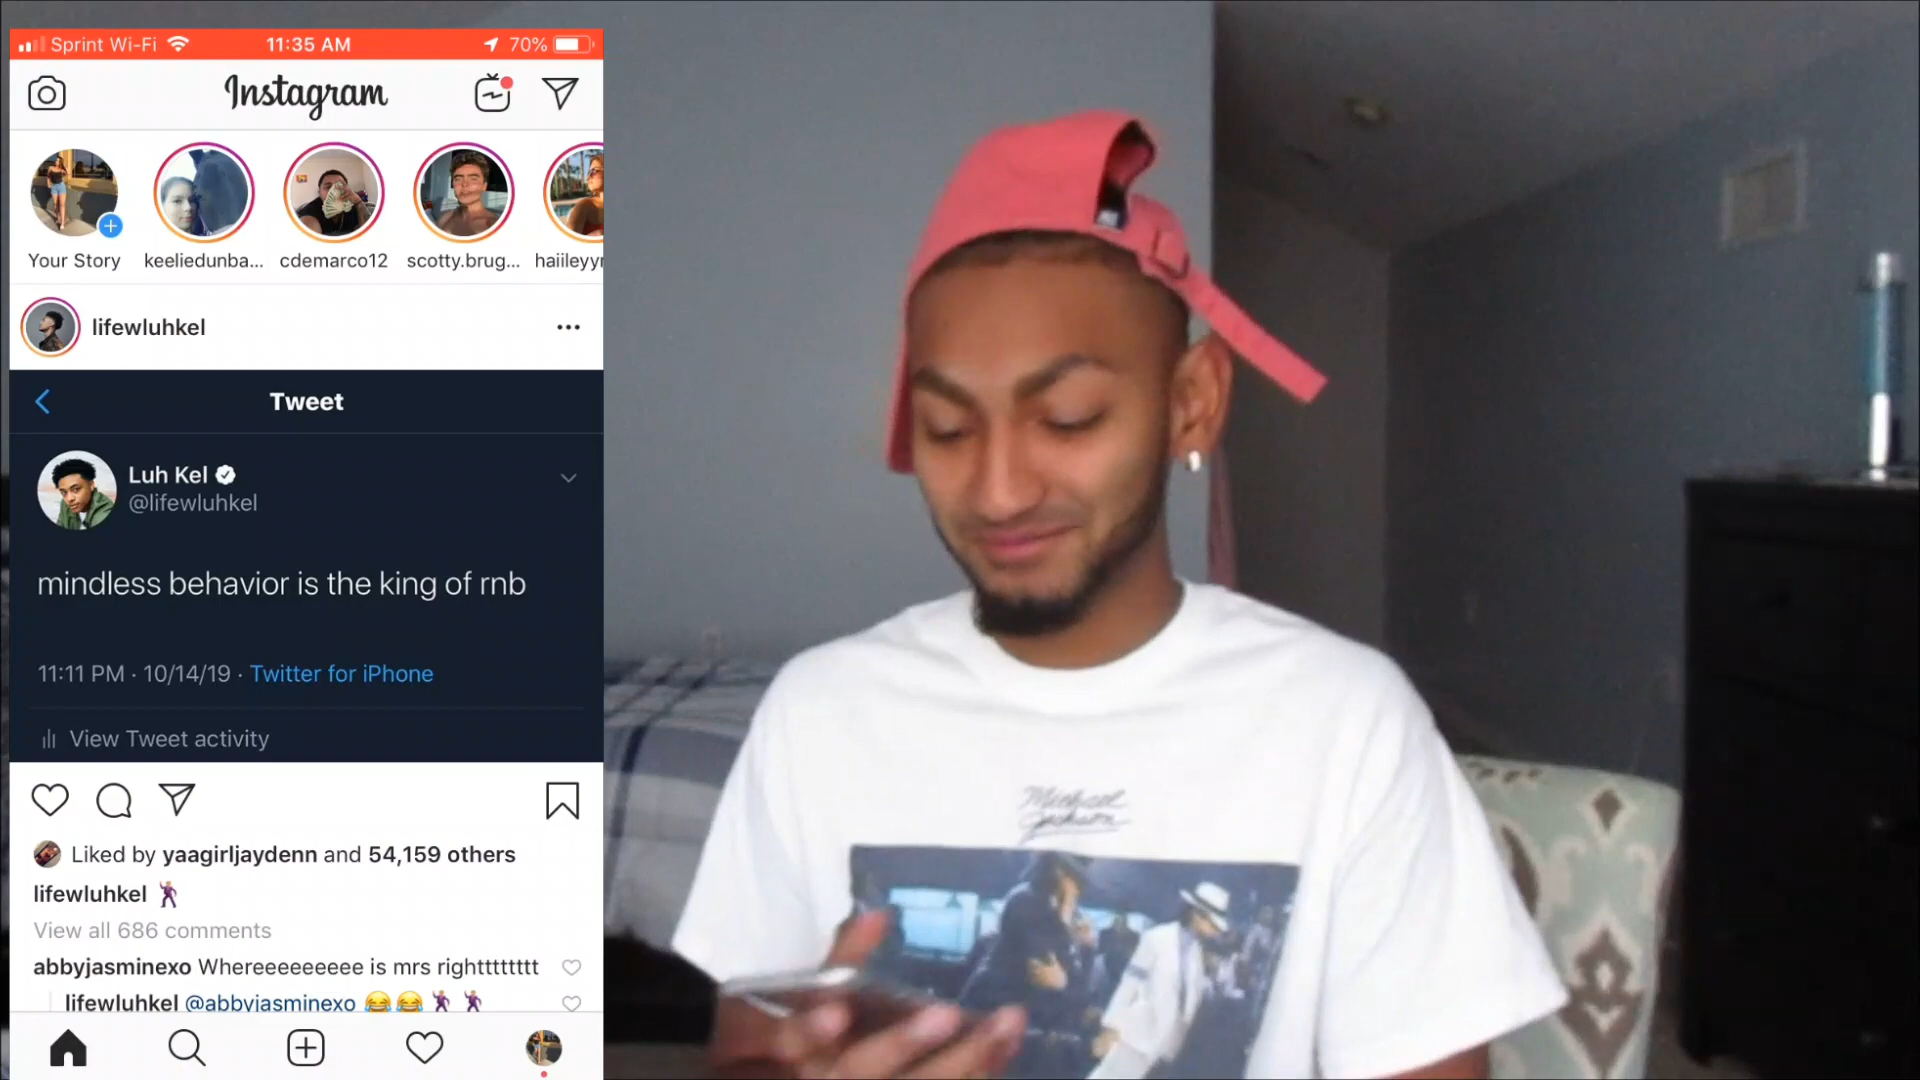 Sprint Wi-Fi 11:35 AM 70%
Instagram
Your Story keeliedunba... cdemarco12 scotty.brug... haiileyyr
lifewluhkel
Tweet
Luh Kel
@lifewluhkel
mindless behavior is the king of rnb
11:11 PM · 10/14/19 · Twitter for iPhone
View Tweet activity
Liked by yaagirljaydenn and 54,159 others
lifewluhkel 🕺🏽
View all 686 comments
abbyjasminexo Whereeeeeeeee is mrs rightttttttt
lifewluhkel @abbyjasminexo 😂😂🕺🏽🕺🏽
Michael
Jackson